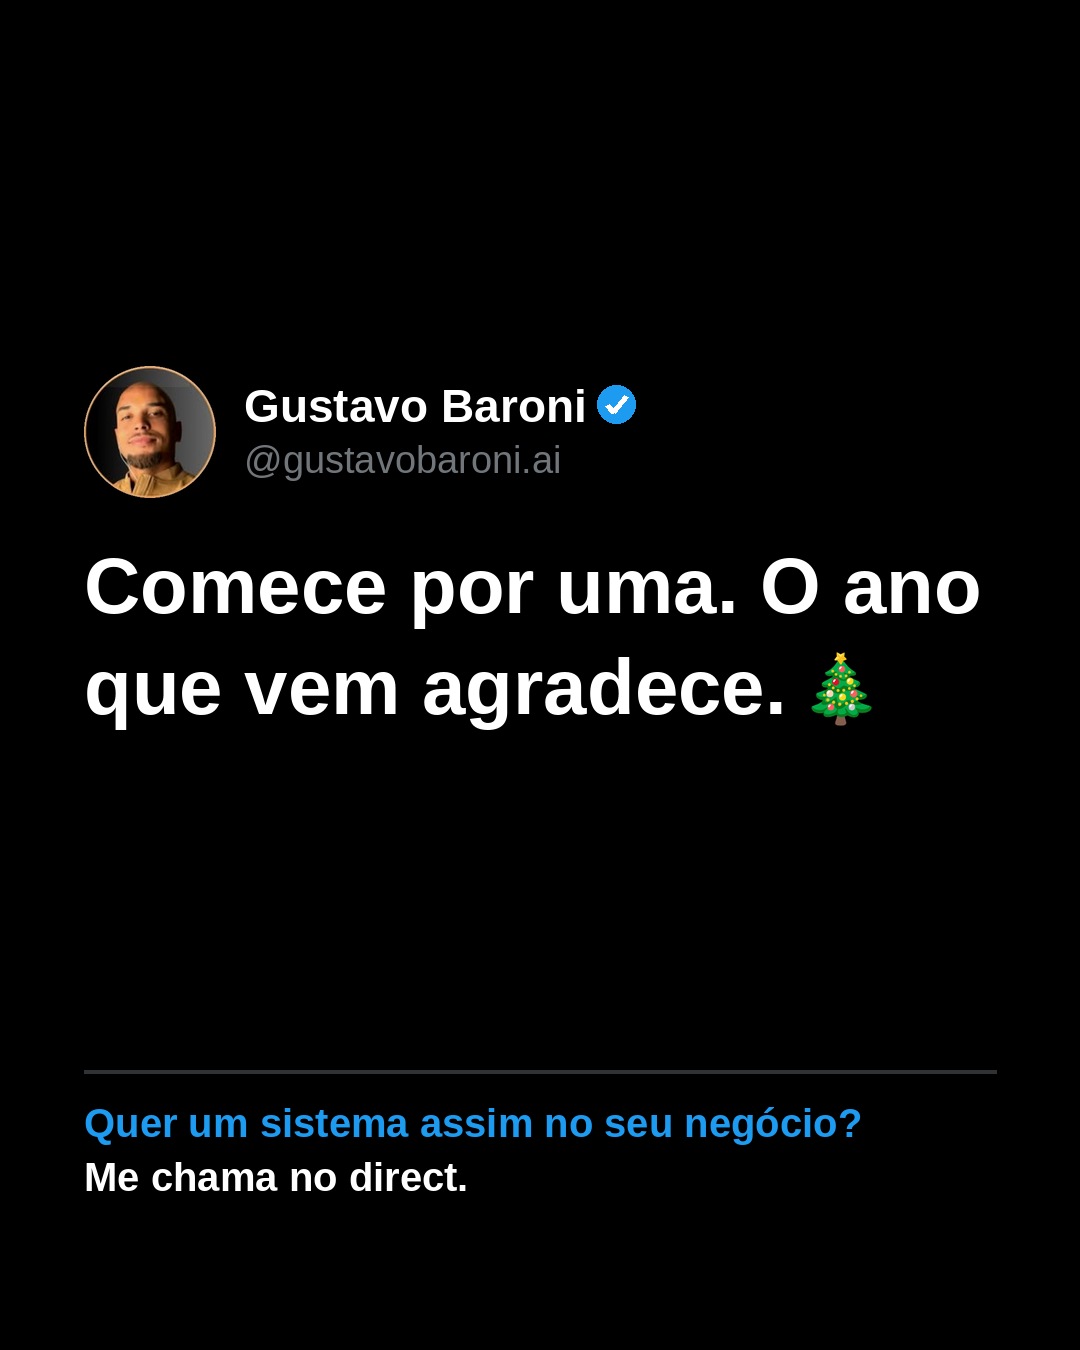 Gustavo Baroni
@gustavobaroni.ai
Comece por uma. O ano
que vem agradece. 🎄
Quer um sistema assim no seu negócio?
Me chama no direct.